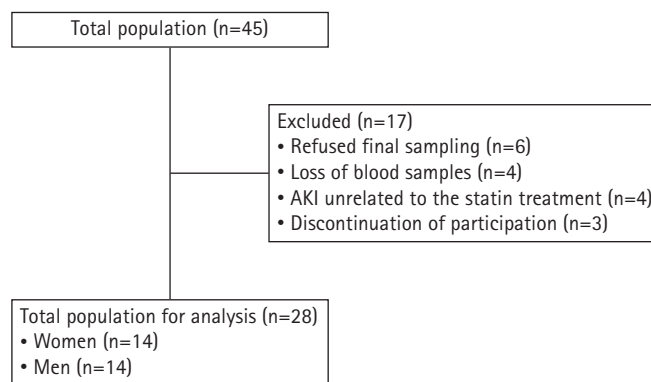 Total population (n=45)
Excluded (n=17)
• Refused final sampling (n=6)
• Loss of blood samples (n=4)
• AKI unrelated to the statin treatment (n=4)
• Discontinuation of participation (n=3)
Total population for analysis (n=28)
• Women (n=14)
• Men (n=14)